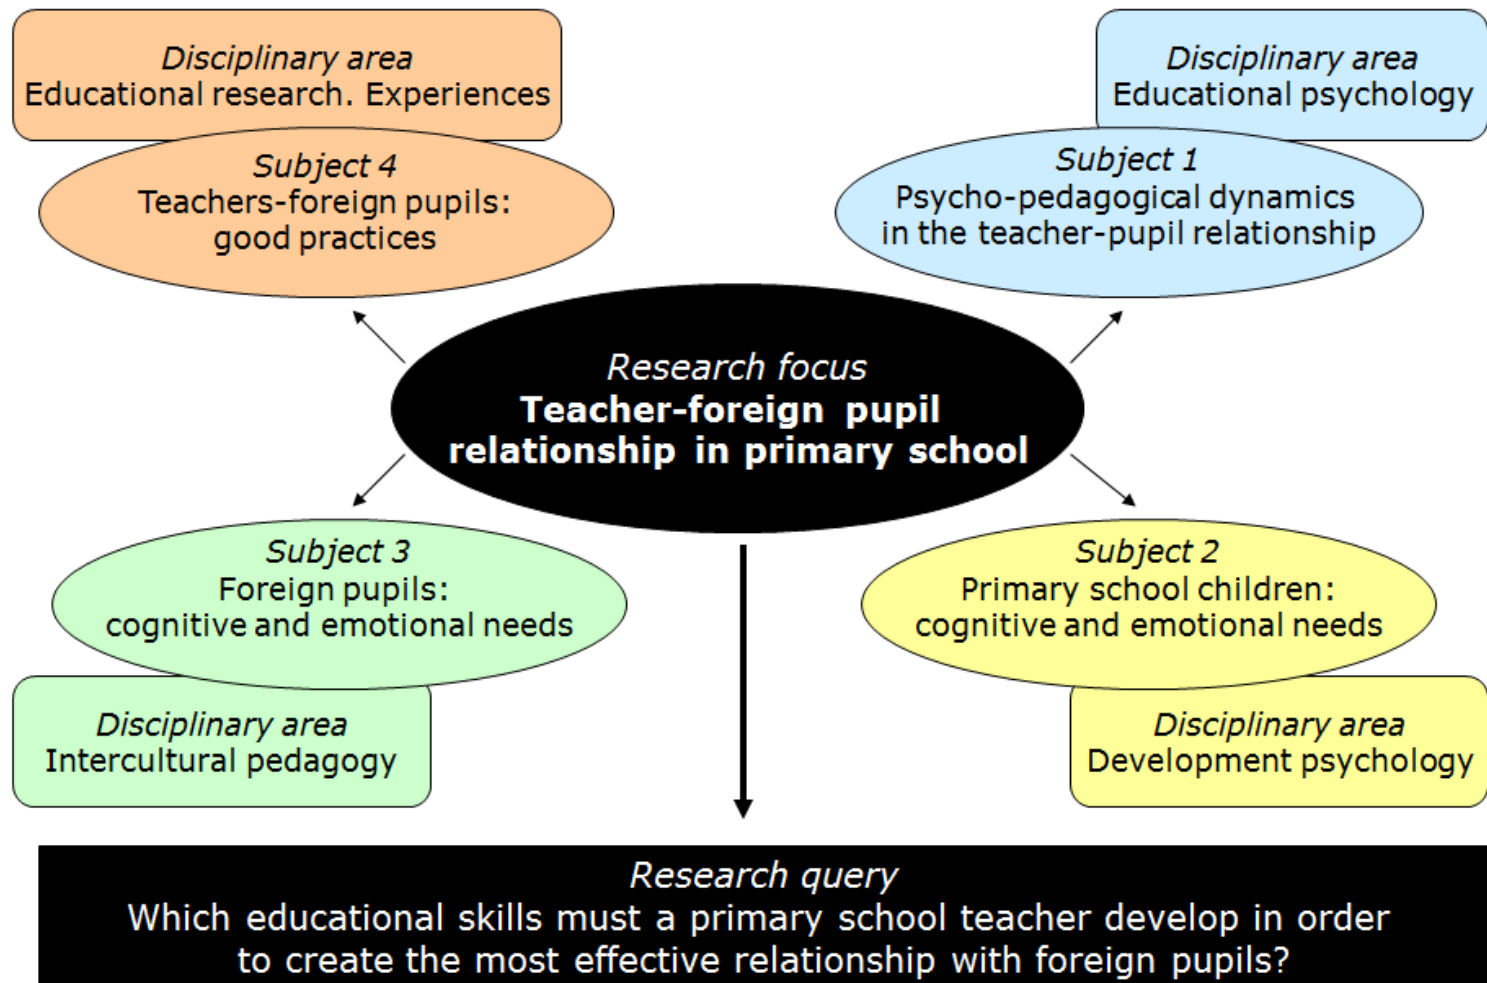 Disciplinary area
Educational research. Experiences
Subject 4
Teachers-foreign pupils:
good practices
Disciplinary area
Educational psychology
Subject 1
Psycho-pedagogical dynamics
in the teacher-pupil relationship
Research focus
Teacher-foreign pupil
relationship in primary school
Subject 3
Foreign pupils:
cognitive and emotional needs
Disciplinary area
Intercultural pedagogy
Subject 2
Primary school children:
cognitive and emotional needs
Disciplinary area
Development psychology
Research query
Which educational skills must a primary school teacher develop in order
to create the most effective relationship with foreign pupils?